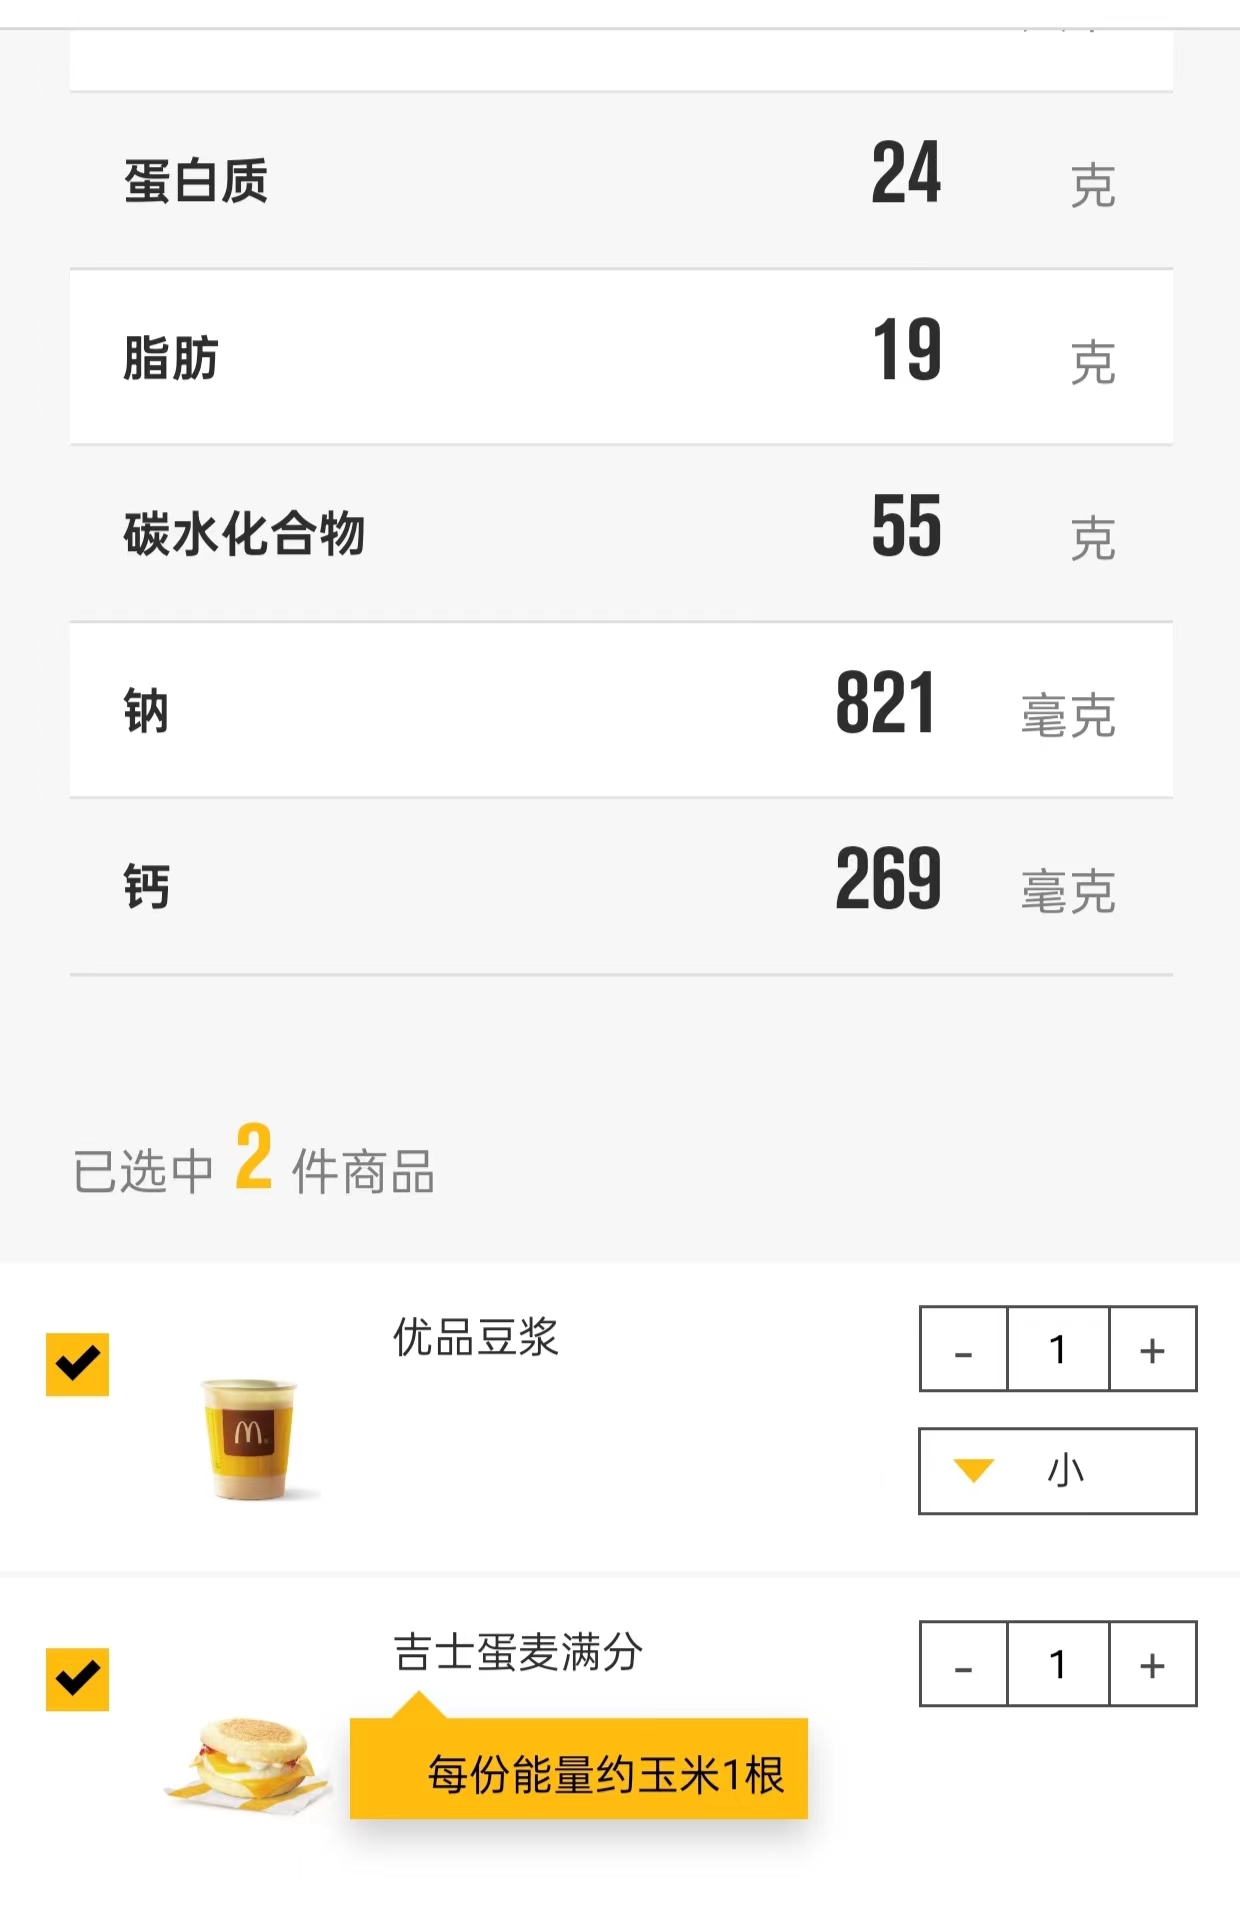 蛋白质 24 克
脂肪 19 克
碳水化合物 55 克
钠 821 毫克
钙 269 毫克
已选中 2 件商品
优品豆浆
- 1 +
小
吉士蛋麦满分
- 1 +
每份能量约玉米1根